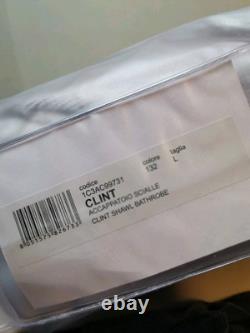 codice
1C3AC99731
CLINT
ACCAPPATOIO SCIALLE
CLINT SHAWL BATHROBE
colore
132
taglia
L